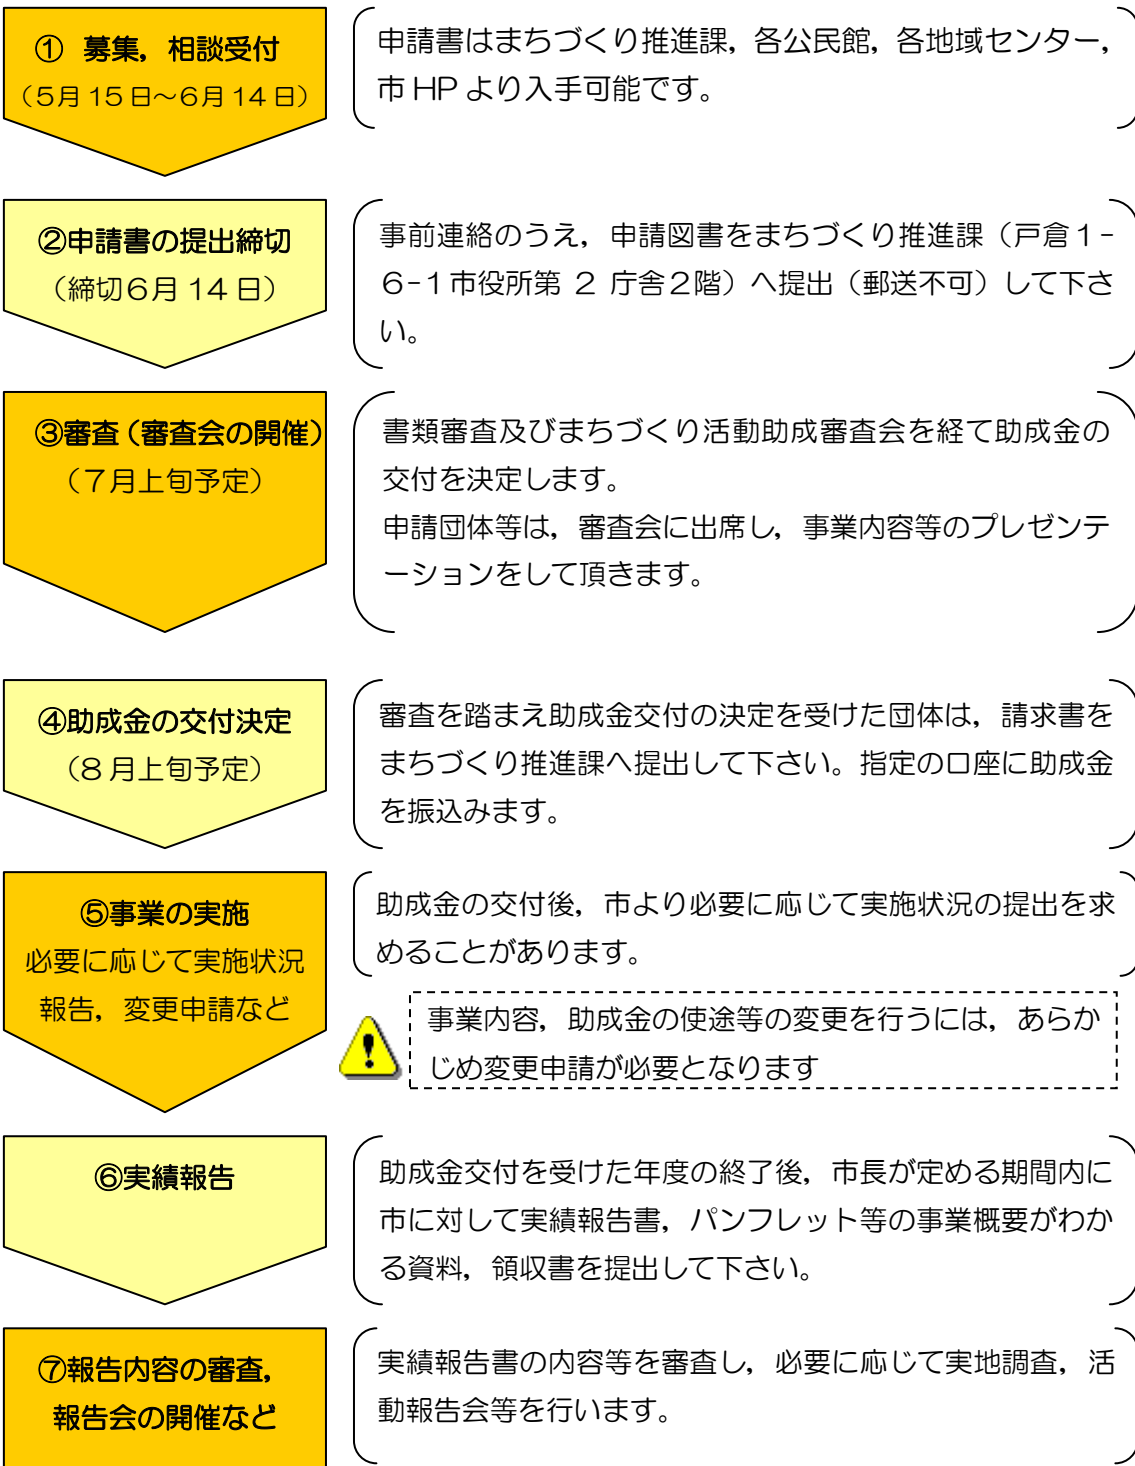 ① 募集，相談受付
（5月15日～6月14日）
申請書はまちづくり推進課，各公民館，各地域センター，
市HPより入手可能です。
②申請書の提出締切
（締切6月14日）
事前連絡のうえ，申請図書をまちづくり推進課（戸倉１-
６-１市役所第 2 庁舎２階）へ提出（郵送不可）して下さ
い。
③審査（審査会の開催）
（７月上旬予定）
書類審査及びまちづくり活動助成審査会を経て助成金の
交付を決定します。
申請団体等は，審査会に出席し，事業内容等のプレゼンテ
ーションをして頂きます。
④助成金の交付決定
（８月上旬予定）
審査を踏まえ助成金交付の決定を受けた団体は，請求書を
まちづくり推進課へ提出して下さい。指定の口座に助成金
を振込みます。
⑤事業の実施
必要に応じて実施状況
報告，変更申請など
助成金の交付後，市より必要に応じて実施状況の提出を求
めることがあります。
事業内容，助成金の使途等の変更を行うには，あらか
じめ変更申請が必要となります
⑥実績報告
助成金交付を受けた年度の終了後，市長が定める期間内に
市に対して実績報告書，パンフレット等の事業概要がわか
る資料，領収書を提出して下さい。
⑦報告内容の審査，
報告会の開催など
実績報告書の内容等を審査し，必要に応じて実地調査，活
動報告会等を行います。